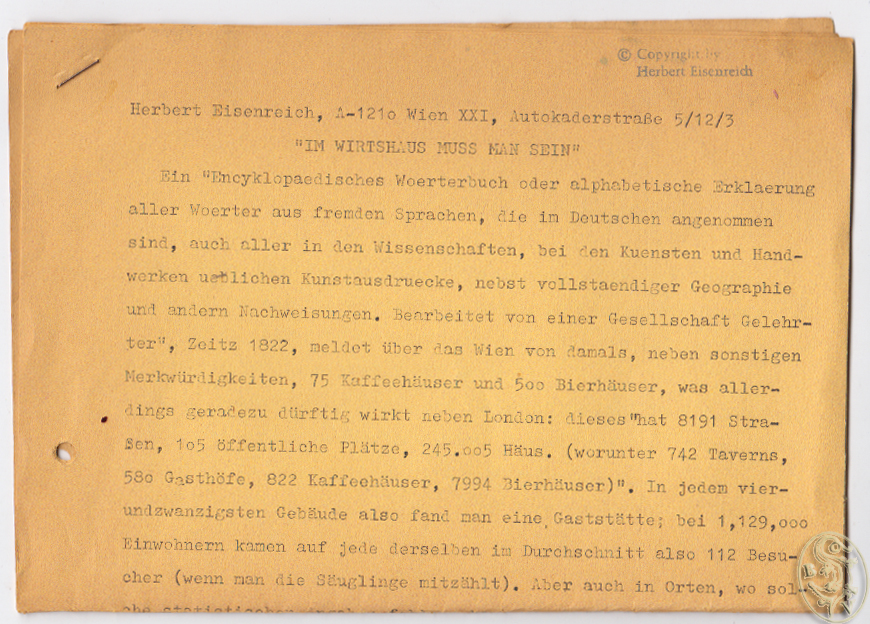 © Copyright by
Herbert Eisenreich
Herbert Eisenreich, A-121o Wien XXI, Autokaderstraße 5/12/3
"IM WIRTSHAUS MUSS MAN SEIN"
Ein "Encyklopaedisches Woerterbuch oder alphabetische Erklaerung
aller Woerter aus fremden Sprachen, die im Deutschen angenommen
sind, auch aller in den Wissenschaften, bei den Kuensten und Hand-
werken ueblichen Kunstausdruecke, nebst vollstaendiger Geographie
und andern Nachweisungen. Bearbeitet von einer Gesellschaft Gelehr-
ter", Zeitz 1822, meldet über das Wien von damals, neben sonstigen
Merkwürdigkeiten, 75 Kaffeehäuser und 5oo Bierhäuser, was aller-
dings geradezu dürftig wirkt neben London: dieses "hat 8191 Stra-
ßen, 1o5 öffentliche Plätze, 245.oo5 Häus. (worunter 742 Taverns,
58o Gasthöfe, 822 Kaffeehäuser, 7994 Bierhäuser)". In jedem vier-
undzwanzigsten Gebäude also fand man eine Gaststätte; bei 1,129,ooo
Einwohnern kamen auf jede derselben im Durchschnitt also 112 Besu-
cher (wenn man die Säuglinge mitzählt). Aber auch in Orten, wo sol-